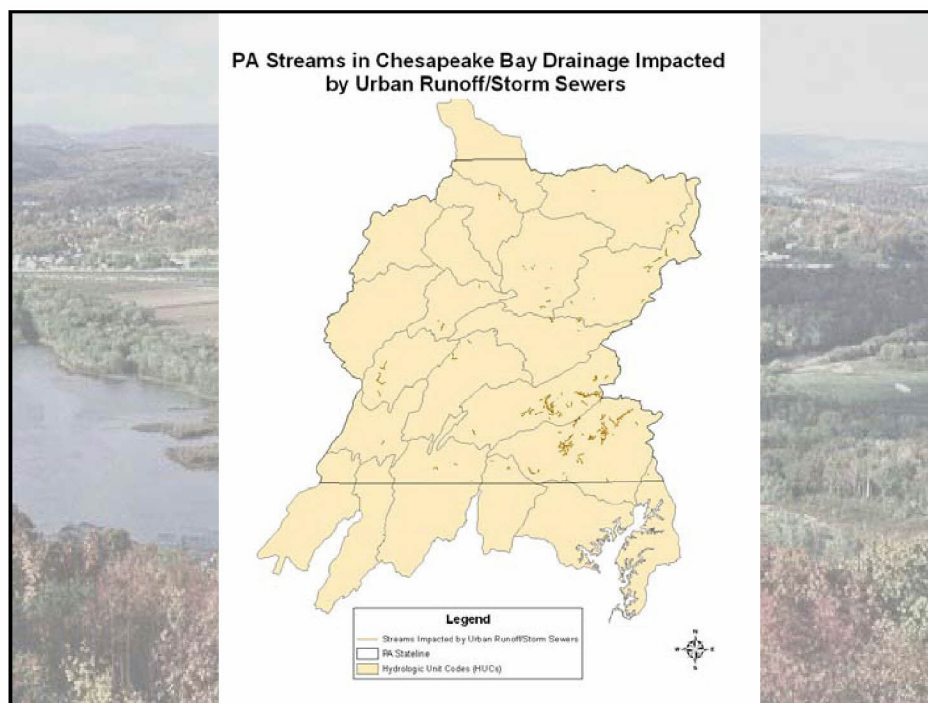 PA Streams in Chesapeake Bay Drainage Impacted
by Urban Runoff/Storm Sewers
Legend
Streams Impacted by Urban Runoff/Storm Sewers
PA Stateline
Hydrologic Unit Codes (HUCs)
N
W E
S